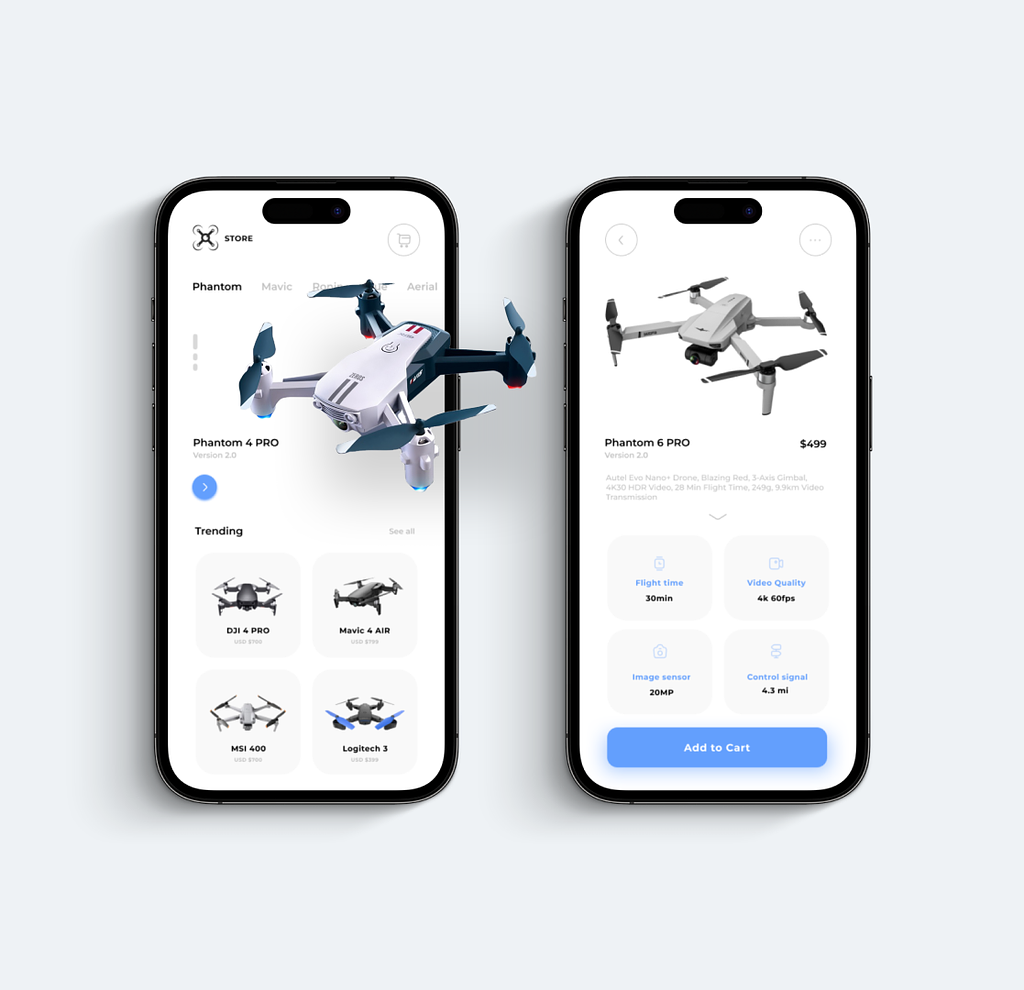 STORE
Phantom Mavic Ronin Aerial
Phantom 4 PRO
Version 2.0
Trending See all
DJI 4 PRO
USD $700
Mavic 4 AIR
USD $799
MSI 400
USD $700
Logitech 3
USD $399
Phantom 6 PRO $499
Version 2.0
Autel Evo Nano+ Drone, Blazing Red, 3-Axis Gimbal,
4K30 HDR Video, 28 Min Flight Time, 249g, 9.9km Video
Transmission
Flight time
30min
Video Quality
4k 60fps
Image sensor
20MP
Control signal
4.3 mi
Add to Cart